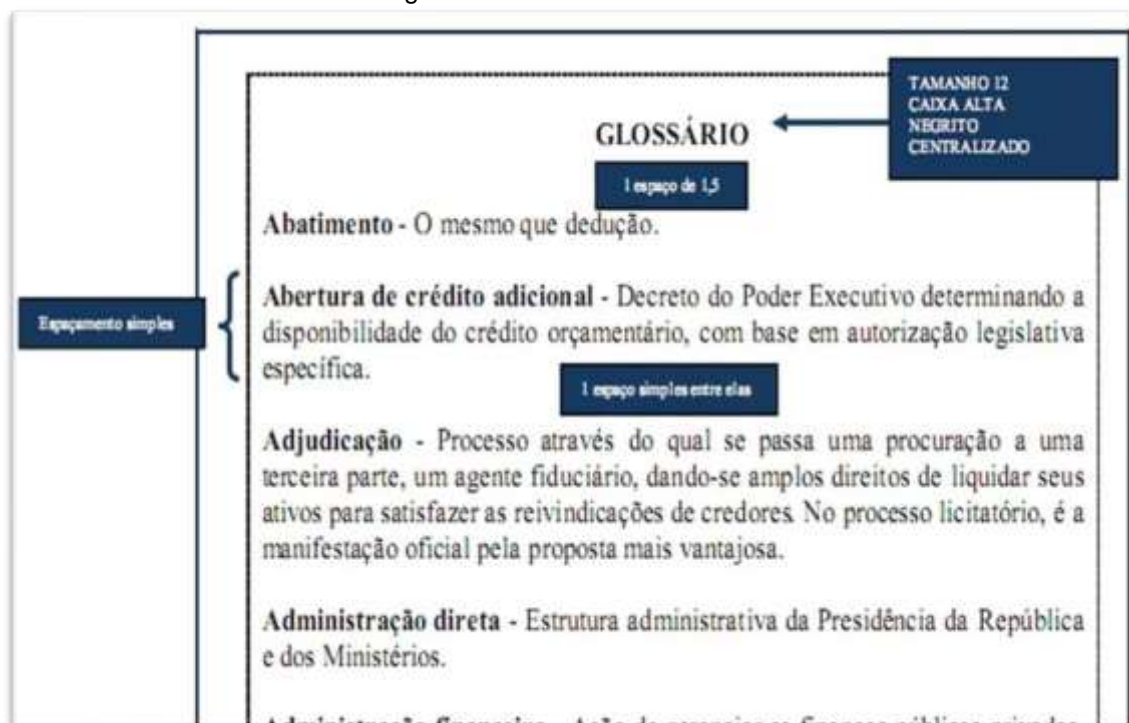 TAMANHO 12
CAIXA ALTA
NEGRITO
CENTRALIZADO
GLOSSÁRIO
1 espaço de 1,5
Abatimento - O mesmo que dedução.
Espaçamento simples
Abertura de crédito adicional - Decreto do Poder Executivo determinando a
disponibilidade do crédito orçamentário, com base em autorização legislativa
específica.
1 espaço simples entre elas
Adjudicação - Processo através do qual se passa uma procuração a uma
terceira parte, um agente fiduciário, dando-se amplos direitos de liquidar seus
ativos para satisfazer as reivindicações de credores. No processo licitatório, é a
manifestação oficial pela proposta mais vantajosa.
Administração direta - Estrutura administrativa da Presidência da República
e dos Ministérios.